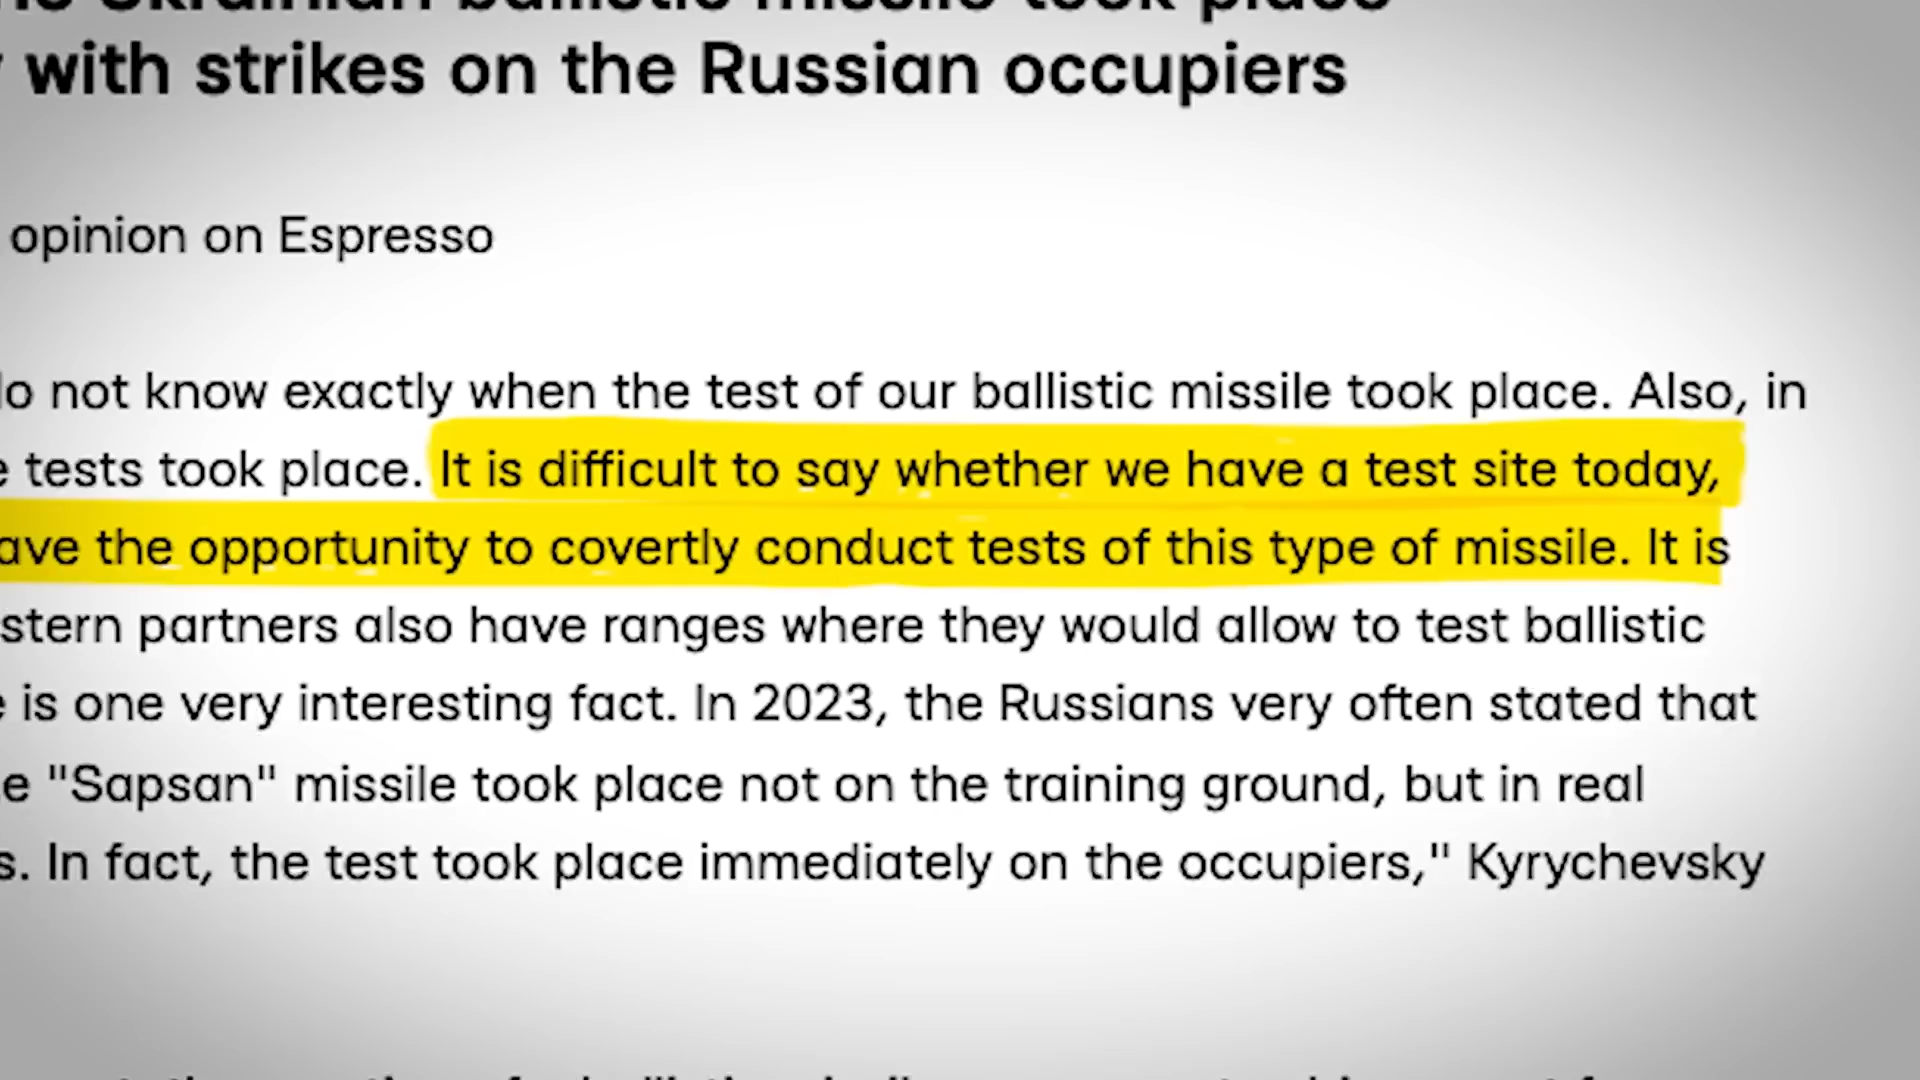 Ukrainian ballistic missile took place
with strikes on the Russian occupiers
opinion on Espresso
not know exactly when the test of our ballistic missile took place. Also, in
tests took place. It is difficult to say whether we have a test site today,
the opportunity to covertly conduct tests of this type of missile. It is
partners also have ranges where they would allow to test ballistic
is one very interesting fact. In 2023, the Russians very often stated that
"Sapsan" missile took place not on the training ground, but in real
In fact, the test took place immediately on the occupiers," Kyrychevsky